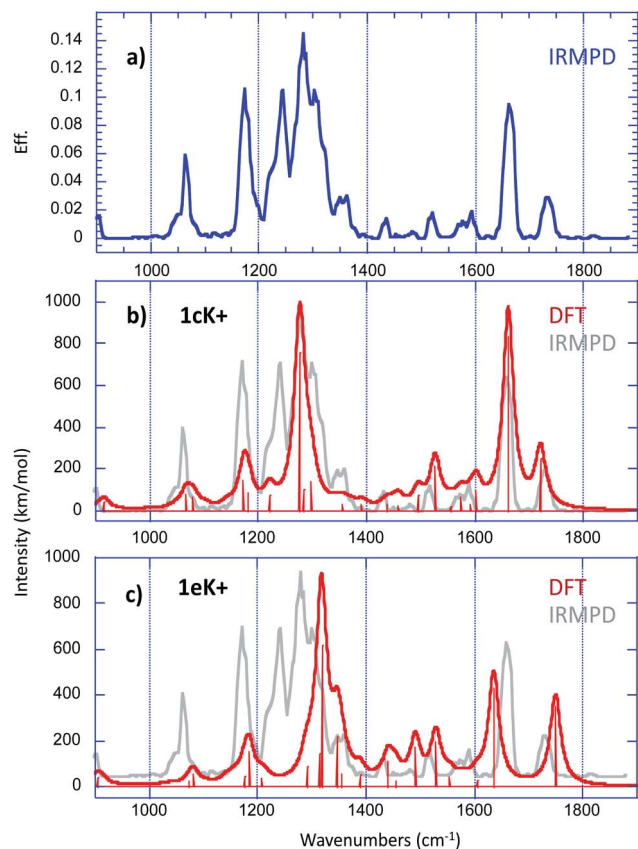 a)
IRMPD
Eff.
0.14
0.12
0.1
0.08
0.06
0.04
0.02
0
1000 1200 1400 1600 1800
b) 1cK+
DFT
IRMPD
Intensity (km/mol)
1000
800
600
400
200
0
1000 1200 1400 1600 1800
c) 1eK+
DFT
IRMPD
1000
800
600
400
200
0
1000 1200 1400 1600 1800
Wavenumbers (cm⁻¹)